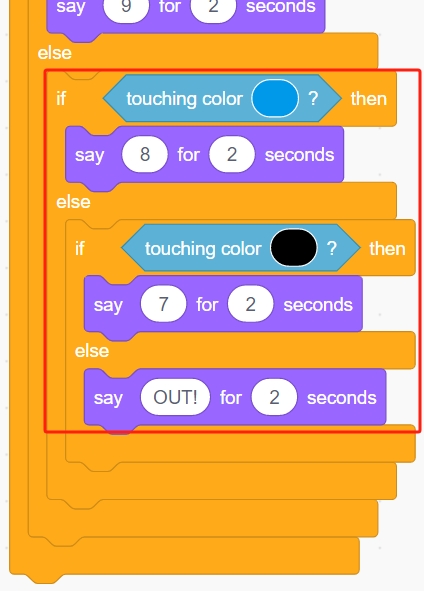 say 9 for 2 seconds
else
if touching color ? then
say 8 for 2 seconds
else
if touching color ? then
say 7 for 2 seconds
else
say OUT! for 2 seconds